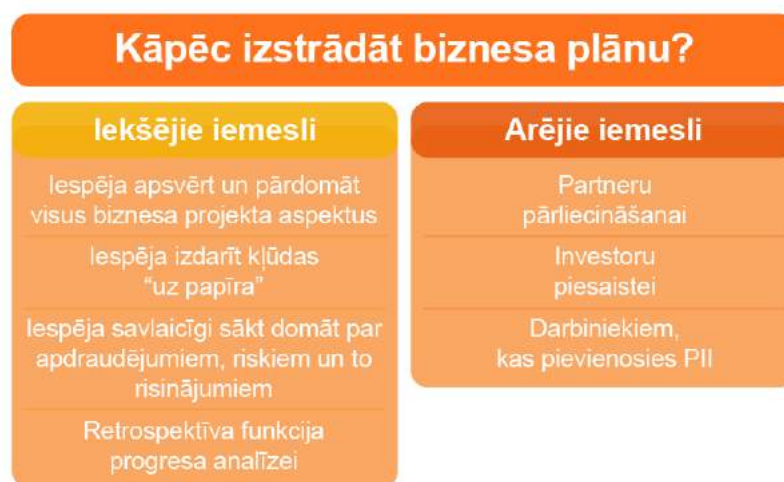 Kāpēc izstrādāt biznesa plānu?
Iekšējie iemesli
Iespēja apsvērt un pārdomāt
visus biznesa projekta aspektus
Iespēja izdarīt kļūdas
“uz papīra”
Iespēja savlaicīgi sākt domāt par
apdraudējumiem, riskiem un to
risinājumiem
Retrospektīva funkcija
progresa analīzei
Arējie iemesli
Partneru
pārliecināšanai
Investoru
piesaistei
Darbiniekiem,
kas pievienosies PII